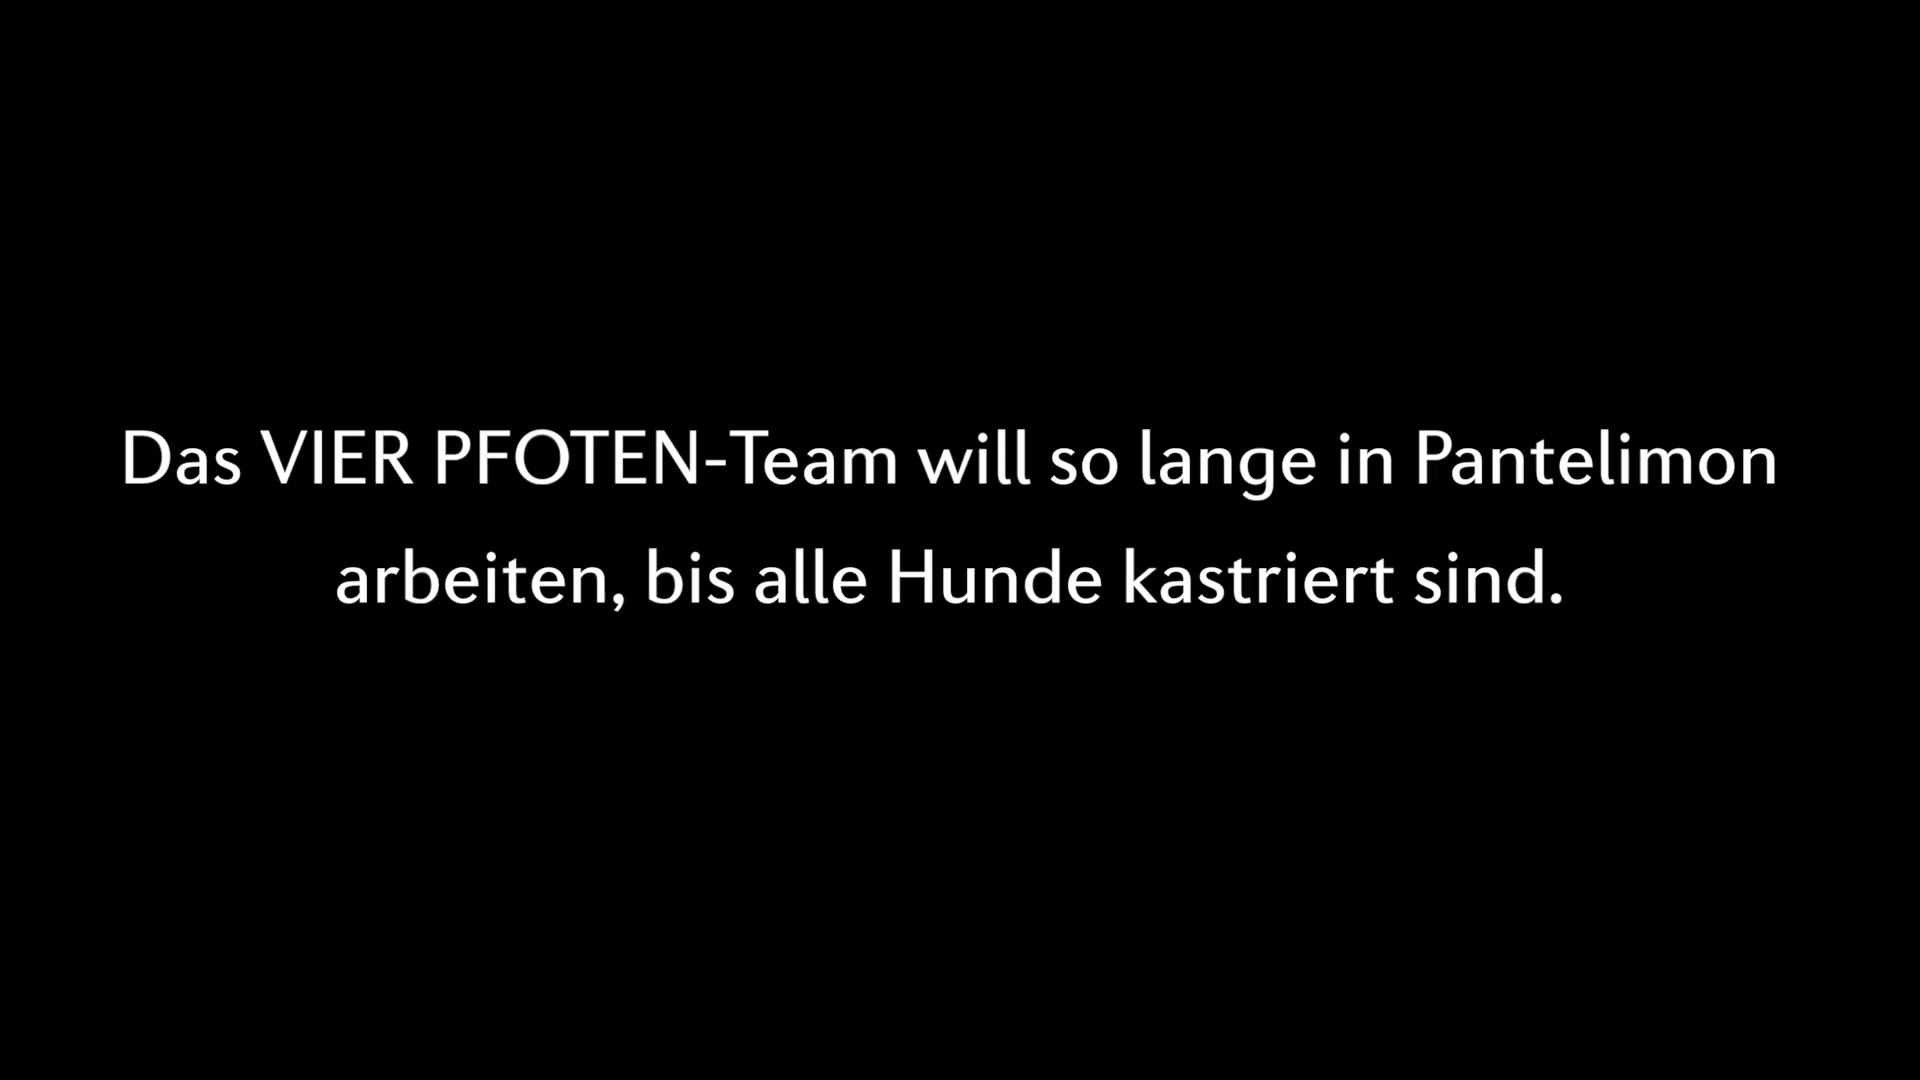 Das VIER PFOTEN-Team will so lange in Pantelimon
arbeiten, bis alle Hunde kastriert sind.